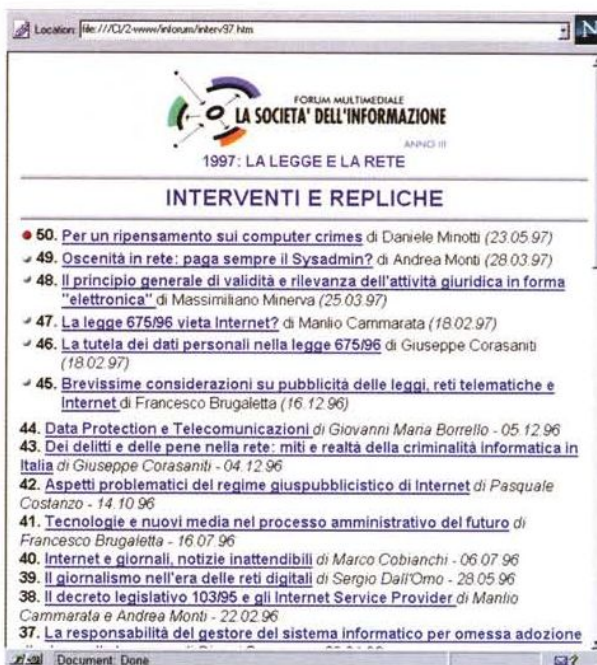 Location: file:///C|/2-www/inforum/interv97.htm
N
FORUM MULTIMEDIALE
LA SOCIETA' DELL'INFORMAZIONE
ANNO III
1997: LA LEGGE E LA RETE
INTERVENTI E REPLICHE
50. Per un ripensamento sui computer crimes di Daniele Minotti (23.05.97)
49. Oscenità in rete: paga sempre il Sysadmin? di Andrea Monti (28.03.97)
48. Il principio generale di validità e rilevanza dell'attività giuridica in forma
"elettronica" di Massimiliano Minerva (25.03.97)
47. La legge 675/96 vieta Internet? di Manlio Cammarata (18.02.97)
46. La tutela dei dati personali nella legge 675/96 di Giuseppe Corasaniti
(18.02.97)
45. Brevissime considerazioni su pubblicità delle leggi, reti telematiche e
Internet di Francesco Brugaletta (16.12.96)
44. Data Protection e Telecomunicazioni di Giovanni Maria Borrello - 05.12.96
43. Dei delitti e delle pene nella rete: miti e realtà della criminalità informatica in
Italia di Giuseppe Corasaniti - 04.12.96
42. Aspetti problematici del regime giuspubblicistico di Internet di Pasquale
Costanzo - 14.10.96
41. Tecnologie e nuovi media nel processo amministrativo del futuro di
Francesco Brugaletta - 16.07.96
40. Internet e giornali, notizie inattendibili di Marco Cobianchi - 06.07.96
39. Il giornalismo nell'era delle reti digitali di Sergio Dall'Omo - 28.05.96
38. Il decreto legislativo 103/95 e gli Internet Service Provider di Manlio
Cammarata e Andrea Monti - 22.02.96
37. La responsabilità del gestore del sistema informatico per omessa adozione
Document: Done